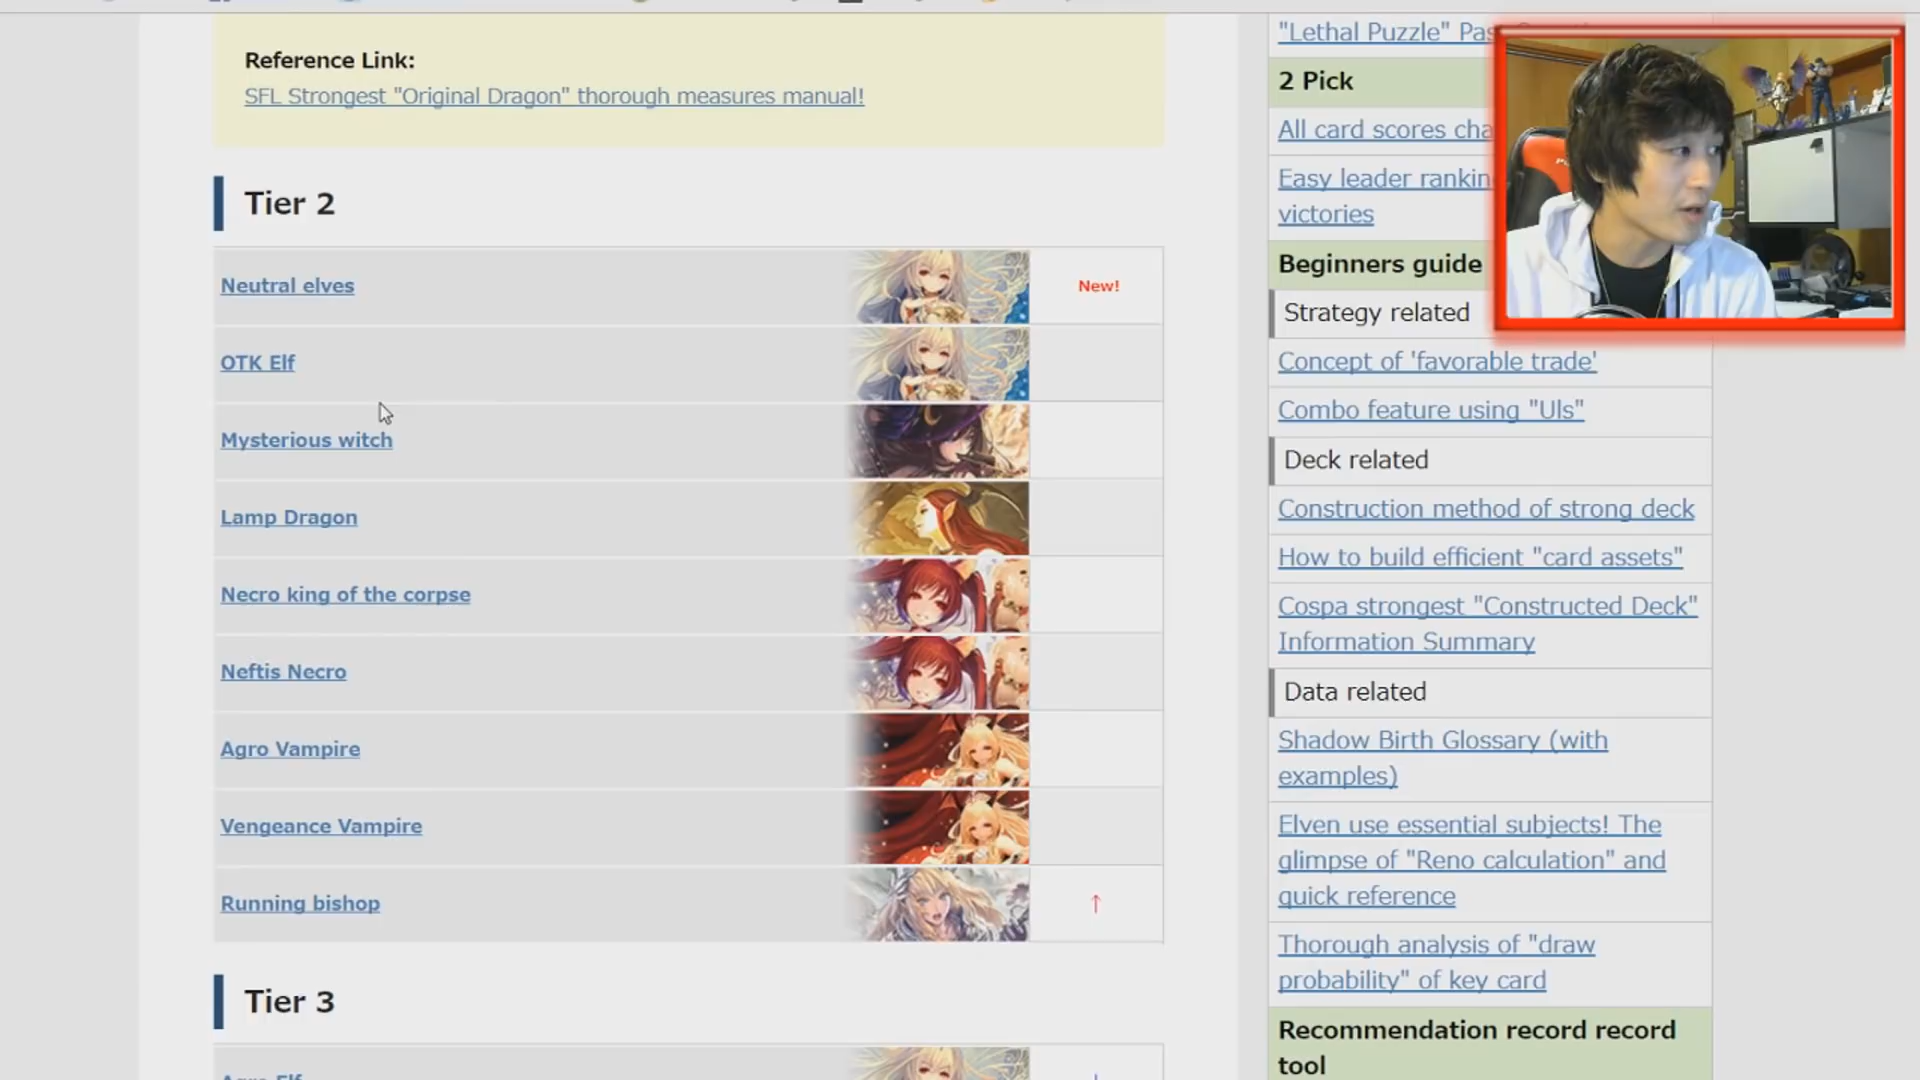 Reference Link:
SFL Strongest "Original Dragon" thorough measures manual!
Tier 2
Neutral elves
New!
OTK Elf
Mysterious witch
Lamp Dragon
Necro king of the corpse
Neftis Necro
Agro Vampire
Vengeance Vampire
Running bishop
↑
Tier 3
Agro Elf
"Lethal Puzzle"
2 Pick
All card scores
Easy leader
victories
Beginners guide
Strategy related
Concept of 'favorable trade'
Combo feature using "Uls"
Deck related
Construction method of strong deck
How to build efficient "card assets"
Cospa strongest "Constructed Deck"
Information Summary
Data related
Shadow Birth Glossary (with
examples)
Elven use essential subjects! The
glimpse of "Reno calculation" and
quick reference
Thorough analysis of "draw
probability" of key card
Recommendation record record
tool